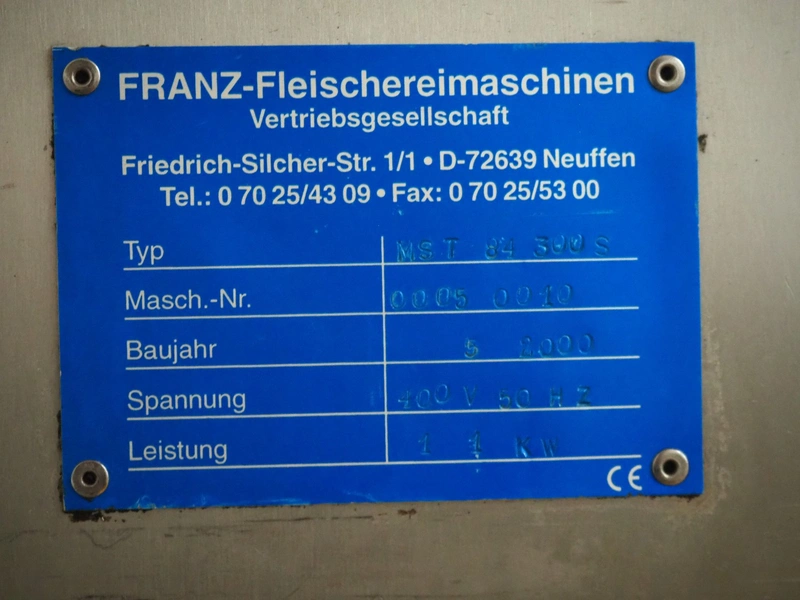 FRANZ-Fleischereimaschinen
Vertriebsgesellschaft
Friedrich-Silcher-Str. 1/1 • D-72639 Neuffen
Tel.: 0 70 25/43 09 • Fax: 0 70 25/53 00
Typ MST 84 300 S
Masch.-Nr. 0005 0010
Baujahr 5 2000
Spannung 400 V 50 HZ
Leistung 1 1 KW
CE